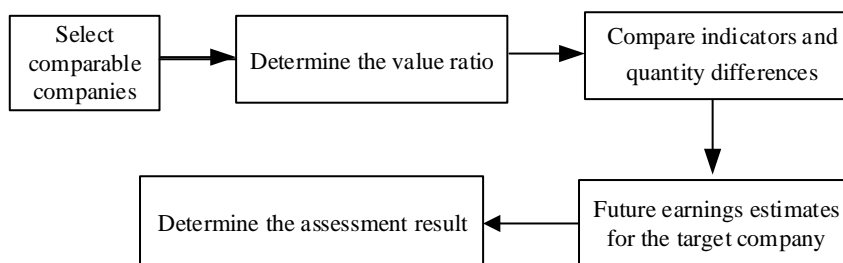 Select
comparable
companies
Determine the value ratio
Compare indicators and
quantity differences
Future earnings estimates
for the target company
Determine the assessment result